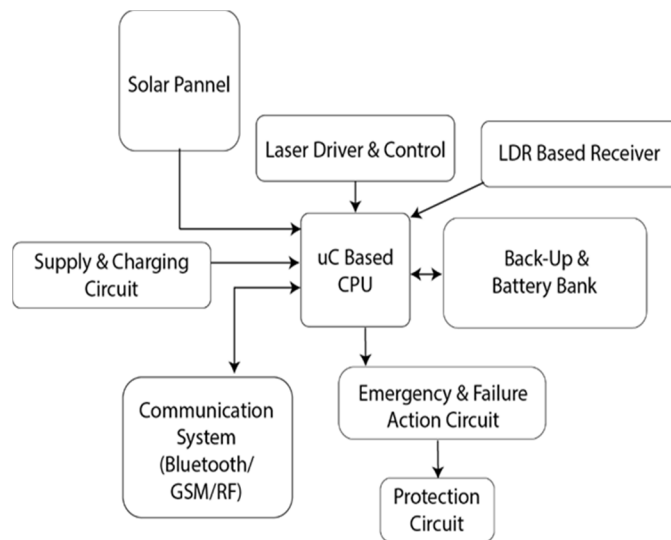 Solar Pannel
Laser Driver & Control
LDR Based Receiver
uC Based
CPU
Supply & Charging
Circuit
Back-Up &
Battery Bank
Communication
System
(Bluetooth/
GSM/RF)
Emergency & Failure
Action Circuit
Protection
Circuit